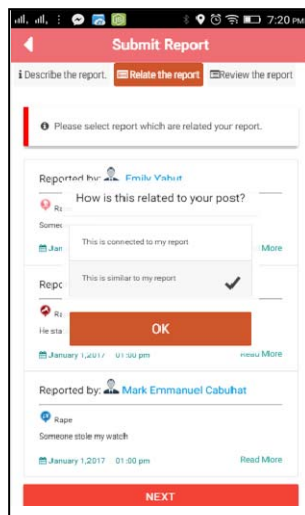 7:20 PM
Submit Report
Describe the report. Relate the report Review the report
Please select report which are related your report.
Reported by: Emily Yabut
How is this related to your post?
This is connected to my report
More
This is similar to my report
OK
He sta
January 1,2017 01:00 pm Read More
Reported by: Mark Emmanuel Cabuhat
Rape
Someone stole my watch
January 1,2017 01:00 pm Read More
NEXT